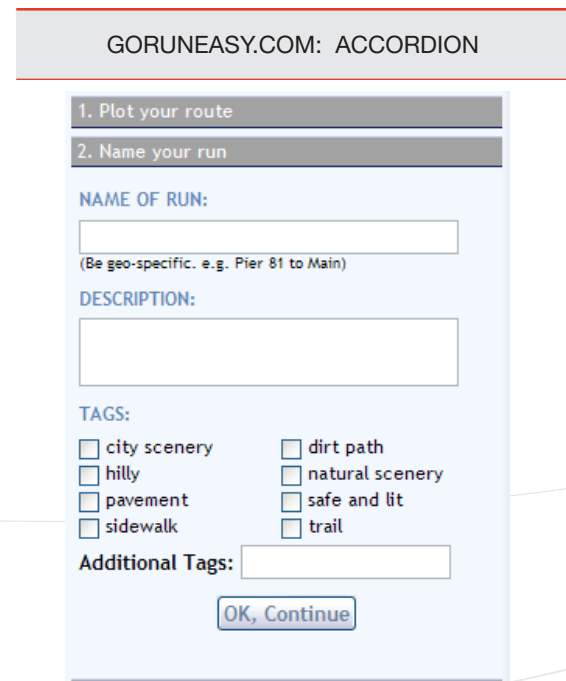 GORUNEASY.COM: ACCORDION
1. Plot your route
2. Name your run
NAME OF RUN:
(Be geo-specific. e.g. Pier 81 to Main)
DESCRIPTION:
TAGS:
city scenery dirt path
hilly natural scenery
pavement safe and lit
sidewalk trail
Additional Tags:
OK, Continue